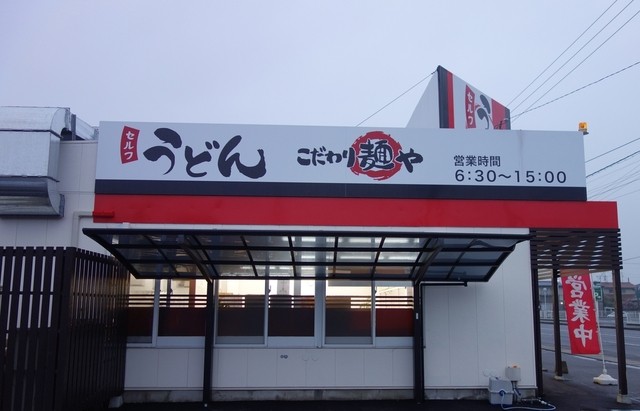 セルフ
うどん
こだわり麺や
営業時間
6:30～15:00
セルフ
う
営業中